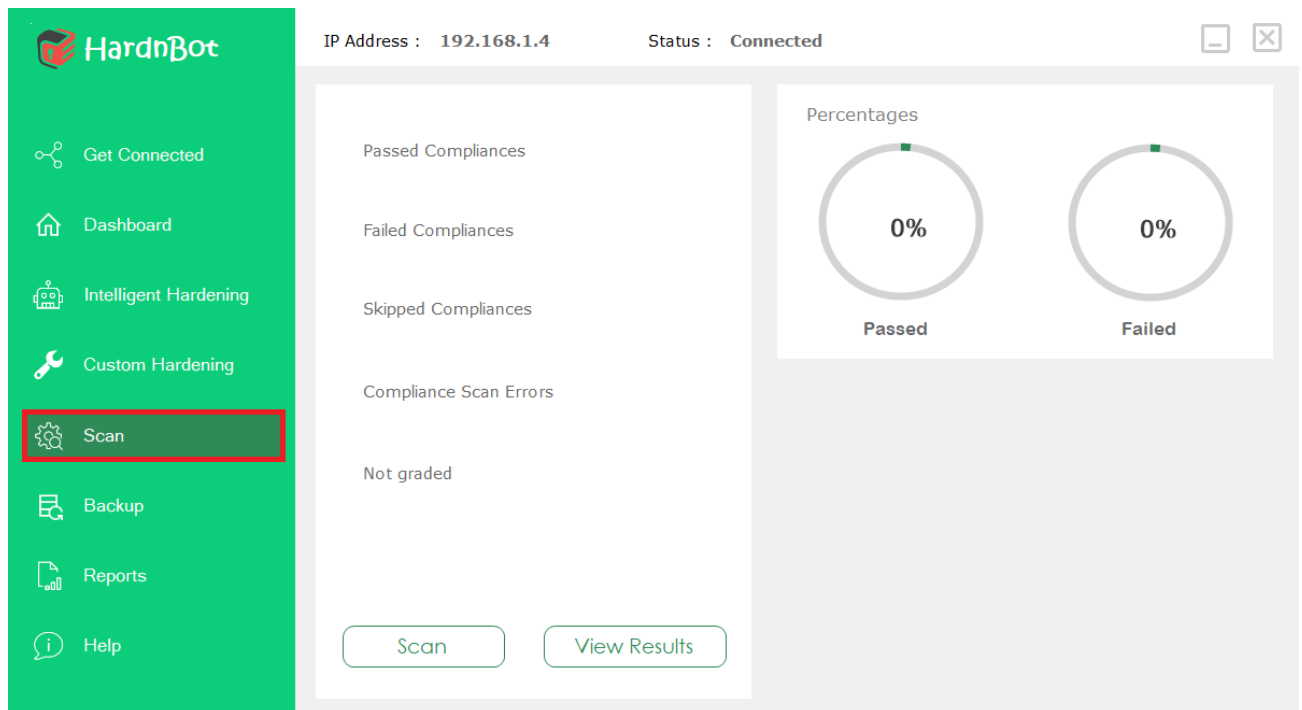 HardnBot
IP Address : 192.168.1.4 Status : Connected
Get Connected
Dashboard
Intelligent Hardening
Custom Hardening
Scan
Backup
Reports
Help
Passed Compliances
Failed Compliances
Skipped Compliances
Compliance Scan Errors
Not graded
Scan View Results
Percentages
0% 0%
Passed Failed